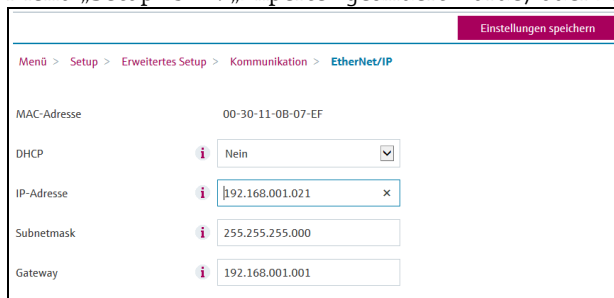 Einstellungen speichern
Menü > Setup > Erweitertes Setup > Kommunikation > EtherNet/IP
MAC-Adresse 00-30-11-0B-07-EF
DHCP i Nein
IP-Adresse i 192.168.001.021 ×
Subnetmask i 255.255.255.000
Gateway i 192.168.001.001